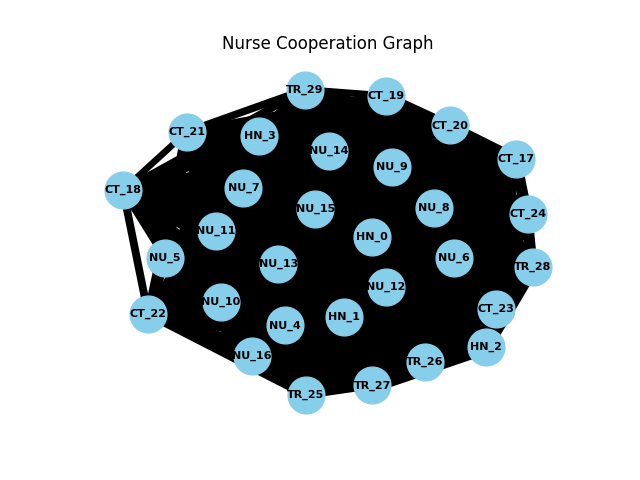 Nurse Cooperation Graph
TR_29
CT_19
CT_20
CT_21
HN_3
NU_14
CT_17
NU_9
NU_7
CT_18
NU_15
NU_8
CT_24
NU_11
HN_0
NU_5
NU_13
NU_6
TR_28
NU_12
NU_10
CT_23
CT_22
HN_1
NU_4
HN_2
NU_16
TR_26
TR_27
TR_25